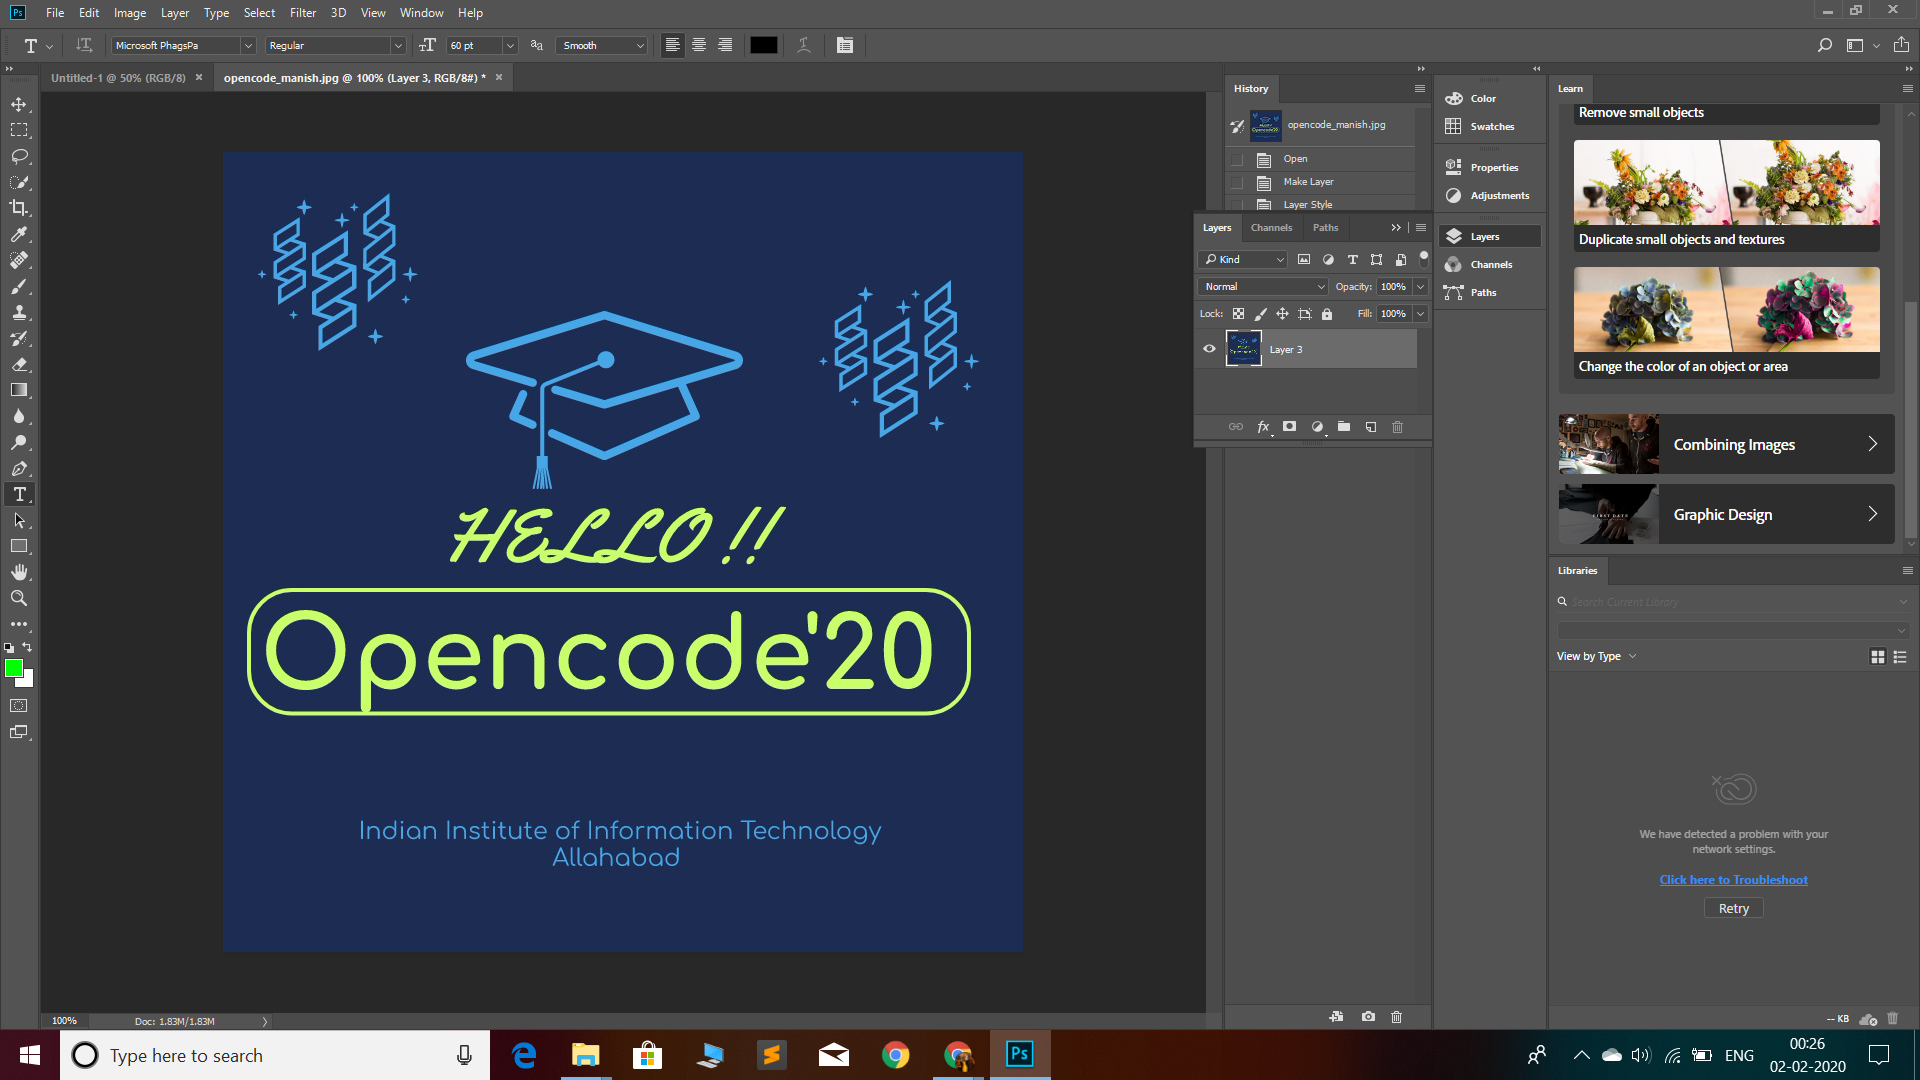 Ps File Edit Image Layer Type Select Filter 3D View Window Help
T Microsoft PhagsPa Regular 60 pt Smooth
Untitled-1 @ 50% (RGB/8) × opencode_manish.jpg @ 100% (Layer 3, RGB/8#) * ×
HELLO !!
Opencode'20
Indian Institute of Information Technology
Allahabad
100% Doc: 1.83M/1.83M
History
opencode_manish.jpg
Open
Make Layer
Layer Style
Layers Channels Paths
Kind
Normal Opacity: 100%
Lock: Fill: 100%
Layer 3
fx
Color
Swatches
Properties
Adjustments
Layers
Channels
Paths
Learn
Remove small objects
Duplicate small objects and textures
Change the color of an object or area
Combining Images
FIRST DATE
Graphic Design
Libraries
Search Current Library
View by Type
We have detected a problem with your
network settings.
Click here to Troubleshoot
Retry
-- KB
Type here to search
Ps
ENG
00:26
02-02-2020